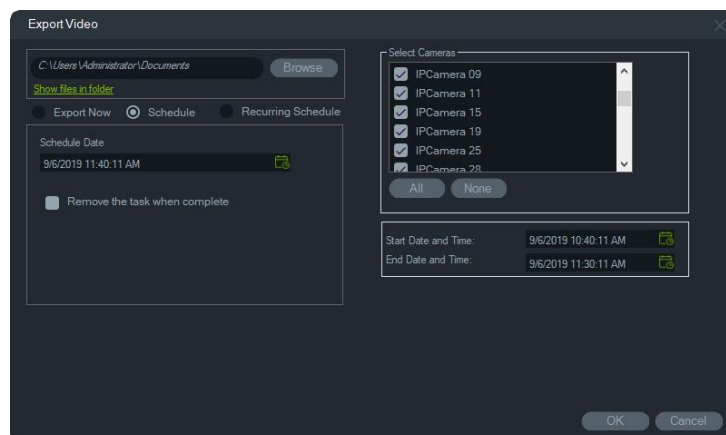 Export Video
C:\Users\Administrator\Documents
Browse
Show files in folder
Export Now
Schedule
Recurring Schedule
Schedule Date
9/6/2019 11:40:11 AM
Remove the task when complete
Select Cameras
IPCamera 09
IPCamera 11
IPCamera 15
IPCamera 19
IPCamera 25
IPCamera 28
All
None
Start Date and Time:
9/6/2019 10:40:11 AM
End Date and Time:
9/6/2019 11:30:11 AM
OK
Cancel